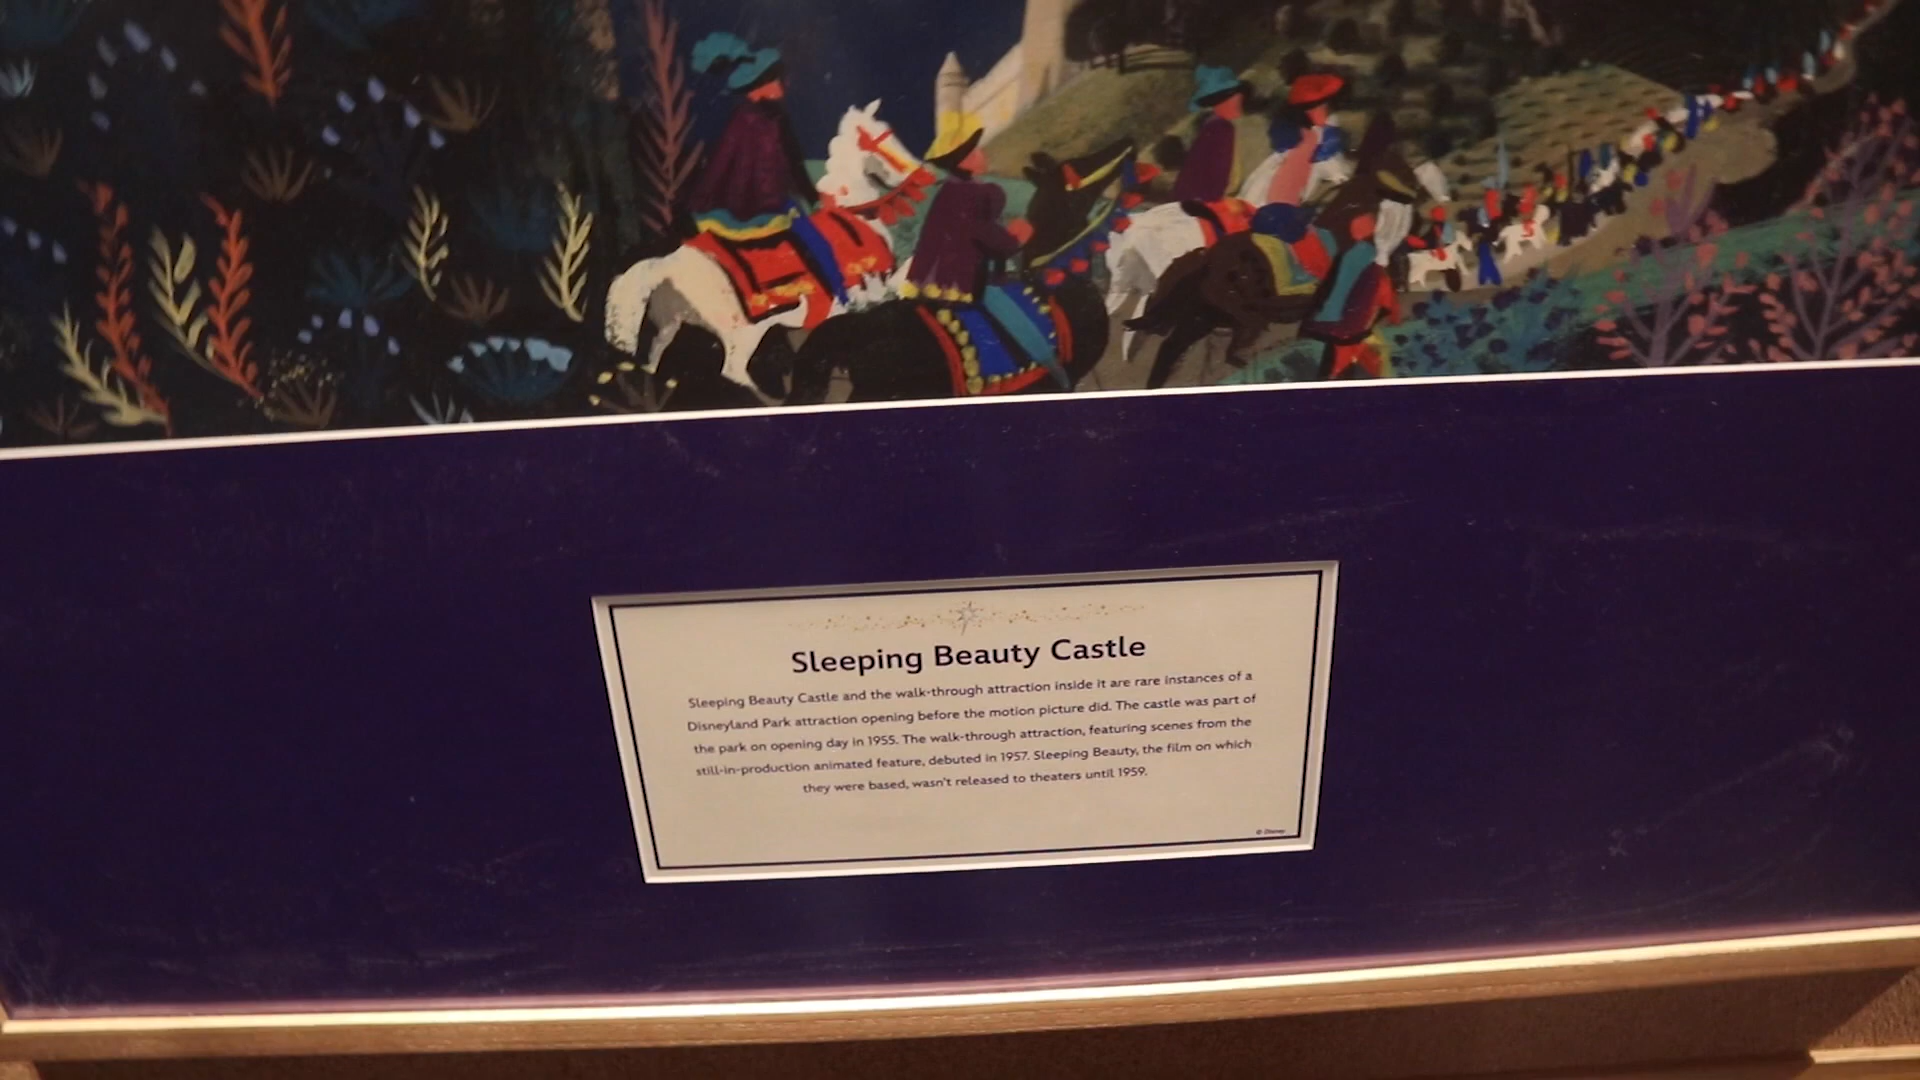 Sleeping Beauty Castle
Sleeping Beauty Castle and the walk-through attraction inside it are rare instances of a
Disneyland Park attraction opening before the motion picture did. The castle was part of
the park on opening day in 1955. The walk-through attraction, featuring scenes from the
still-in-production animated feature, debuted in 1957. Sleeping Beauty, the film on which
they were based, wasn't released to theaters until 1959.
© Disney